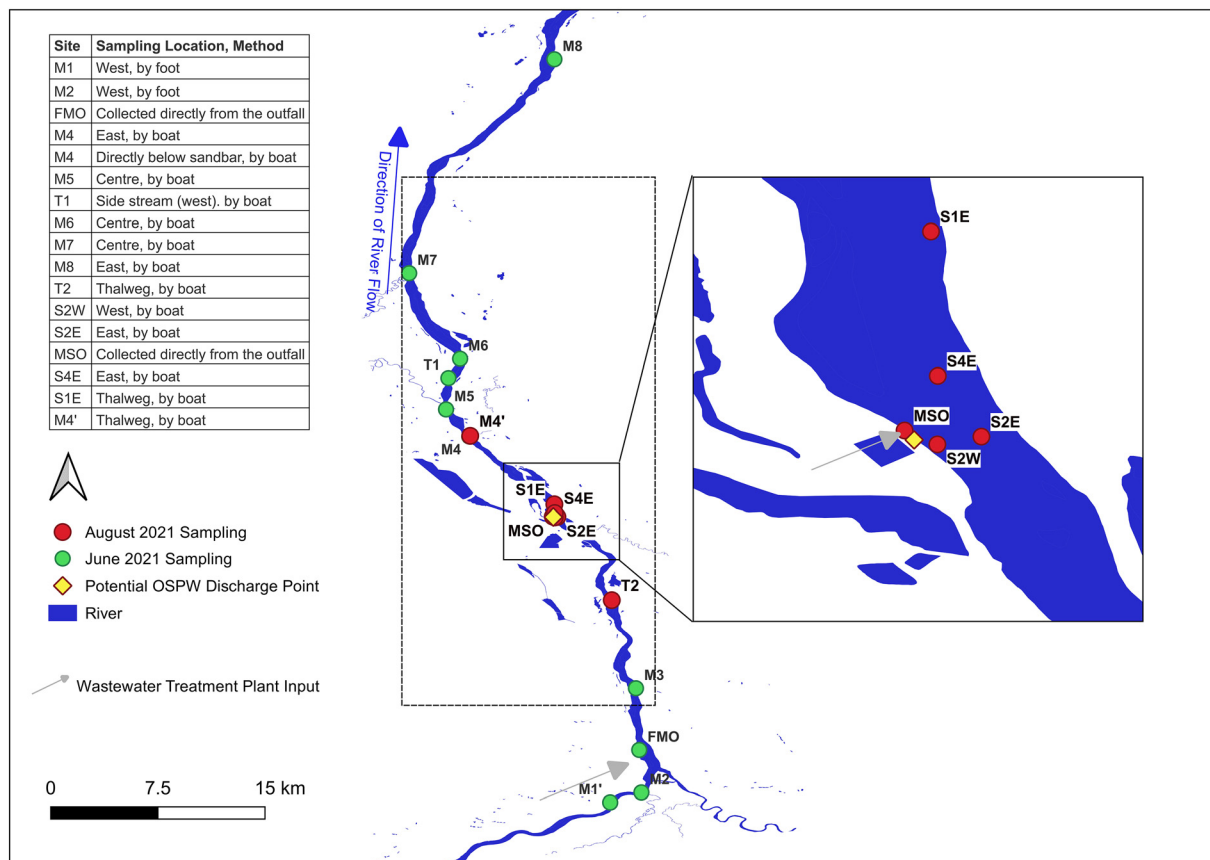 Site Sampling Location, Method
M1 West, by foot
M2 West, by foot
FMO Collected directly from the outfall
M4 East, by boat
M4 Directly below sandbar, by boat
M5 Centre, by boat
T1 Side stream (west). by boat
M6 Centre, by boat
M7 Centre, by boat
M8 East, by boat
T2 Thalweg, by boat
S2W West, by boat
S2E East, by boat
MSO Collected directly from the outfall
S4E East, by boat
S1E Thalweg, by boat
M4' Thalweg, by boat
August 2021 Sampling
June 2021 Sampling
Potential OSPW Discharge Point
River
Wastewater Treatment Plant Input
0 7.5 15 km
Direction of River Flow
M8
M7
M6
T1
M5
M4'
M4
S1E
S4E
MSO
S2E
T2
M3
FMO
M2
M1'
S1E
S4E
MSO
S2E
S2W